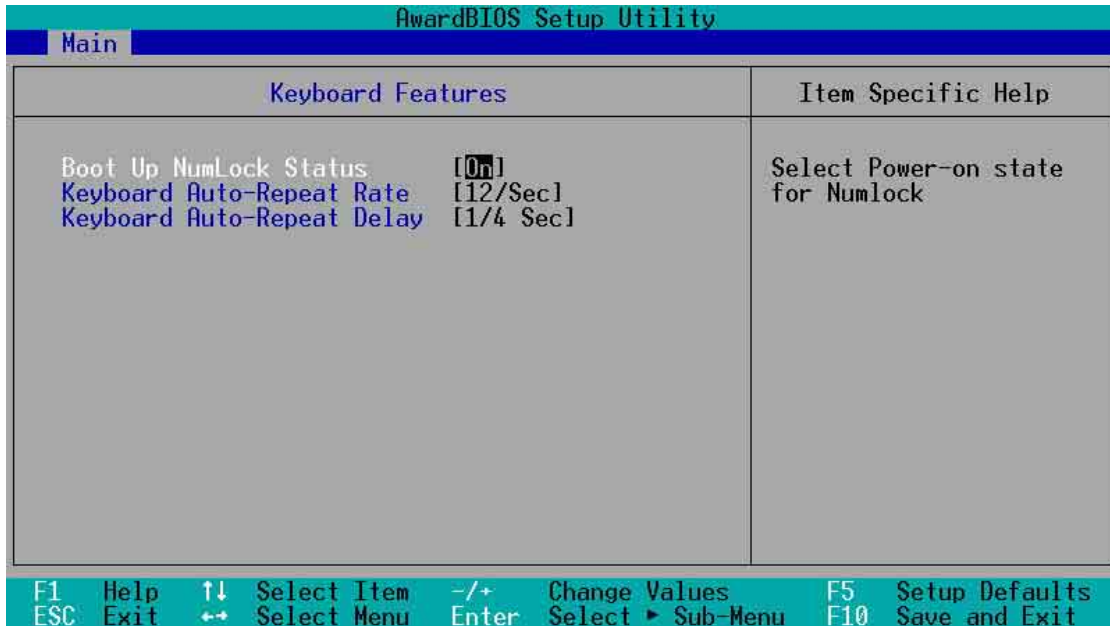 AwardBIOS Setup Utility
Main
Keyboard Features
Item Specific Help
Boot Up NumLock Status [On]
Keyboard Auto-Repeat Rate [12/Sec]
Keyboard Auto-Repeat Delay [1/4 Sec]
Select Power-on state
for Numlock
F1 Help ↑↓ Select Item -/+ Change Values F5 Setup Defaults
ESC Exit ←→ Select Menu Enter Select ► Sub-Menu F10 Save and Exit